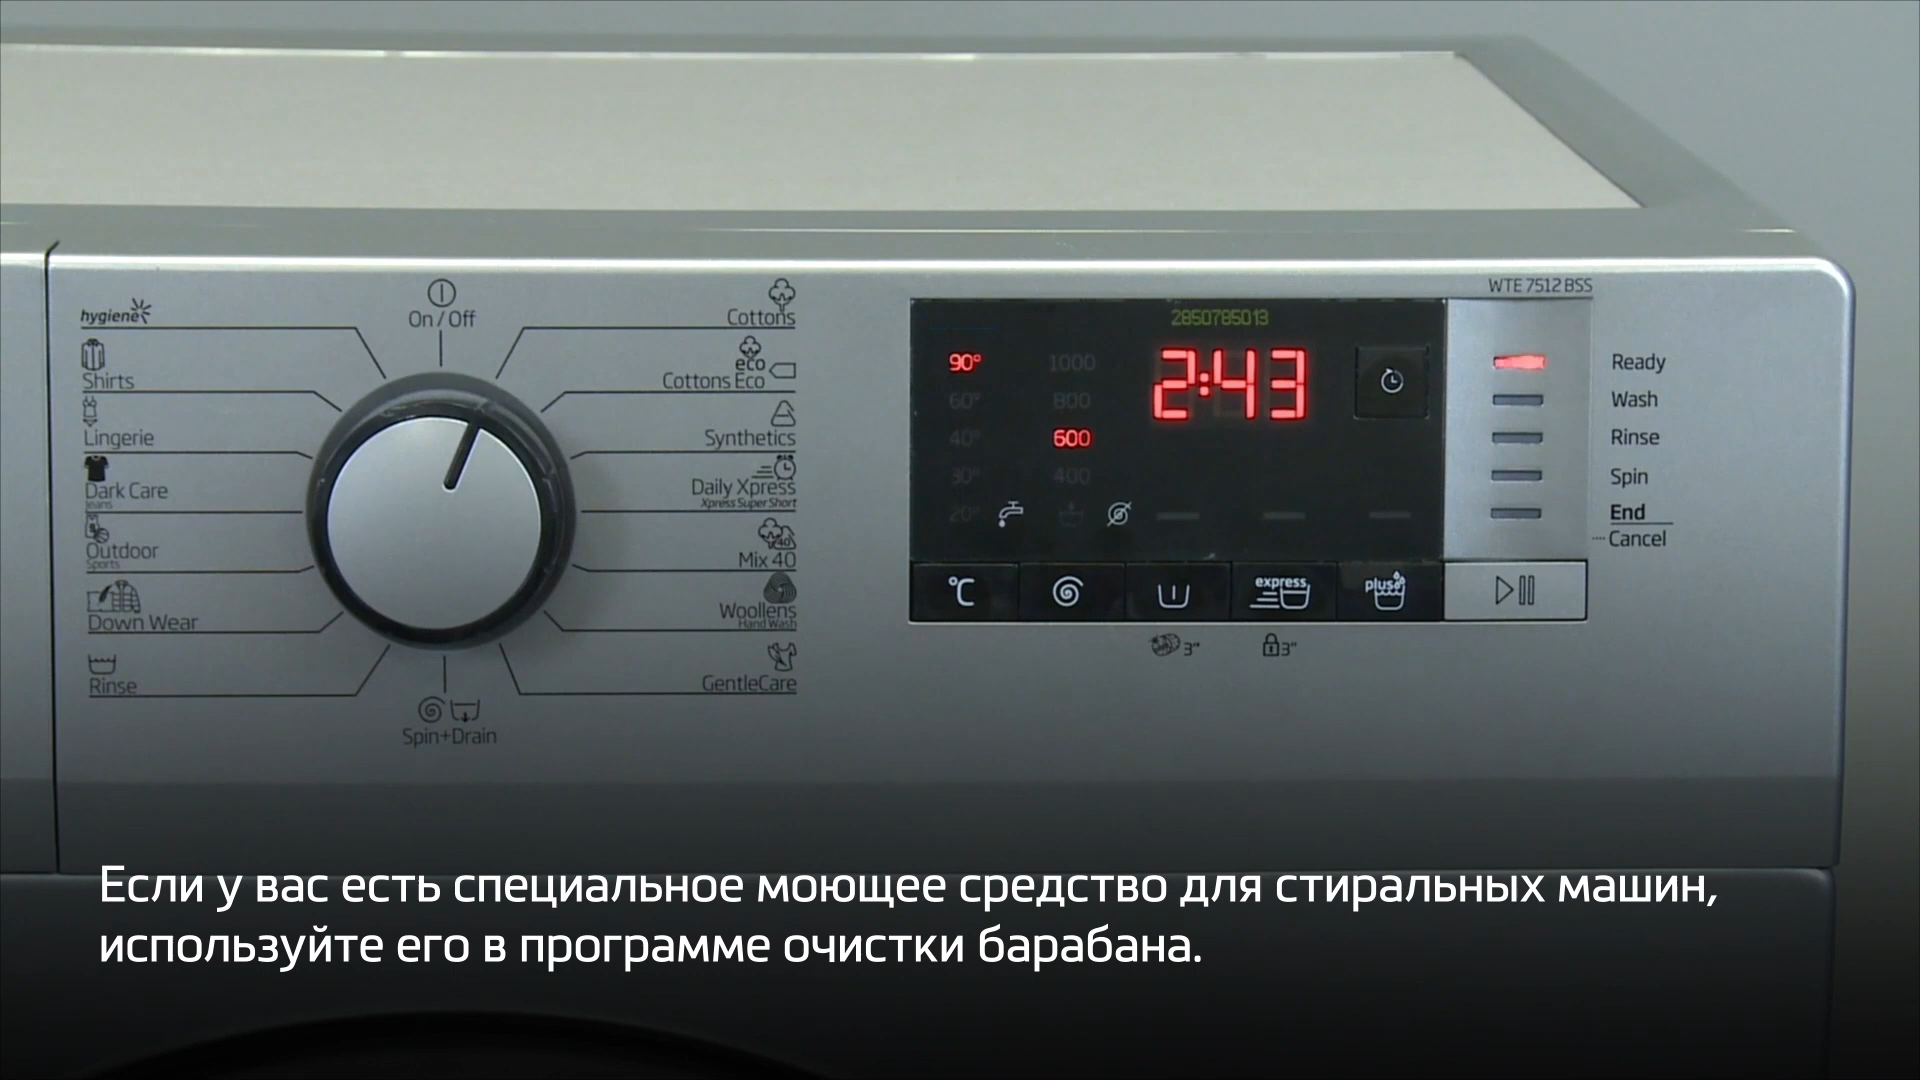 WTE 7512 BSS
hygiene
On / Off
Cottons
Shirts
eco
Cottons Eco
Lingerie
Synthetics
Dark Care
Jeans
Daily Xpress
Xpress Super Short
Outdoor
Sports
40
Mix 40
Down Wear
Woollens
Hand Wash
Rinse
GentleCare
Spin+Drain
2850785013
90° 1000 2:43
60° 800
40° 600
30° 400
20°
Ready
Wash
Rinse
Spin
End
Cancel
°C express plus
3" 3"
Если у вас есть специальное моющее средство для стиральных машин,
используйте его в программе очистки барабана.